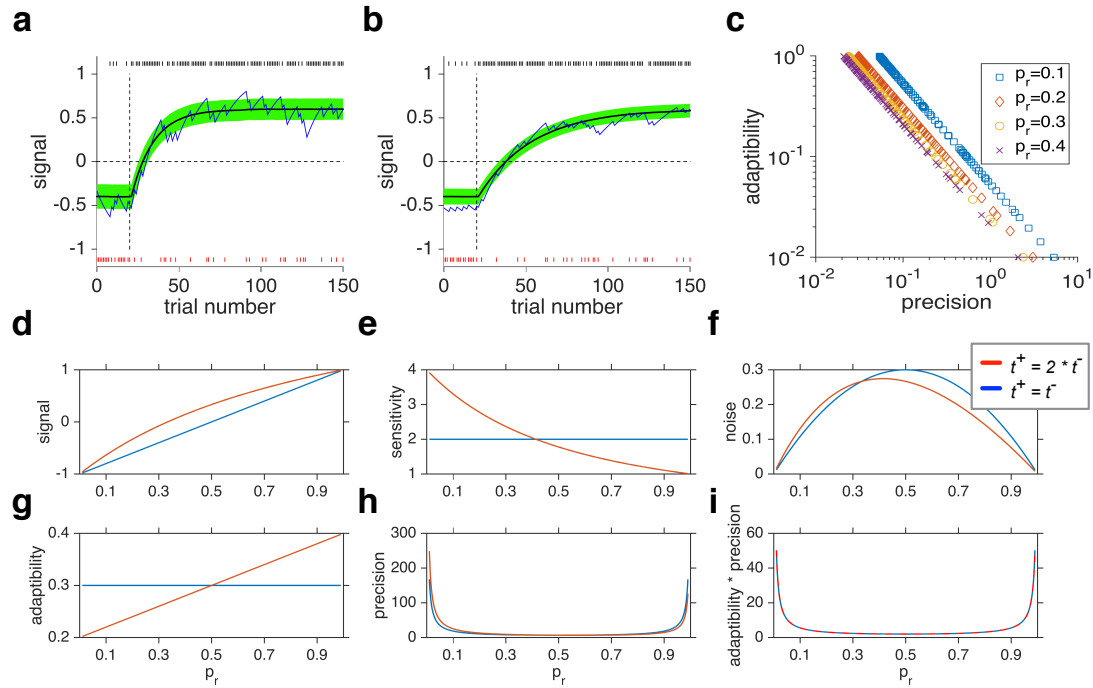 a
signal
1
0.5
0
-0.5
-1
0 50 100 150
trial number
b
signal
1
0.5
0
-0.5
-1
0 50 100 150
trial number
c
adaptibility
10^0
10^-1
10^-2
10^-2 10^-1 10^0 10^1
precision
p_r=0.1
p_r=0.2
p_r=0.3
p_r=0.4
d
signal
1
0
-1
0.1 0.3 0.5 0.7 0.9
e
sensitivity
4
3
2
1
0.1 0.3 0.5 0.7 0.9
f
noise
0.3
0.2
0.1
0
0.1 0.3 0.5 0.7 0.9
t^+ = 2 * t^-
t^+ = t^-
g
adaptibility
0.4
0.3
0.2
0.1 0.3 0.5 0.7 0.9
p_r
h
precision
300
200
100
0
0.1 0.3 0.5 0.7 0.9
p_r
i
adaptibility * precision
60
40
20
0
0.1 0.3 0.5 0.7 0.9
p_r